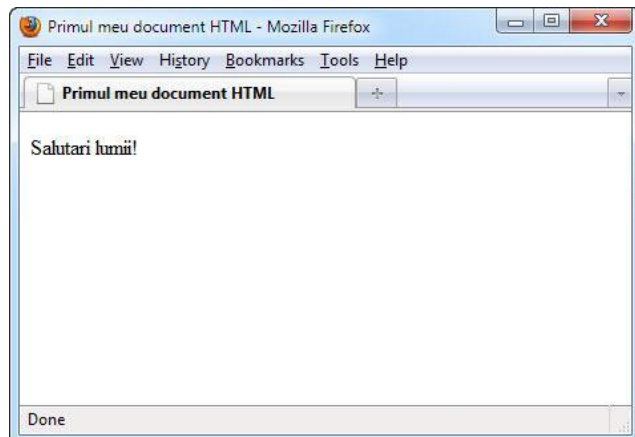 Primul meu document HTML - Mozilla Firefox
File Edit View History Bookmarks Tools Help
Primul meu document HTML
Salutari lumii!
Done